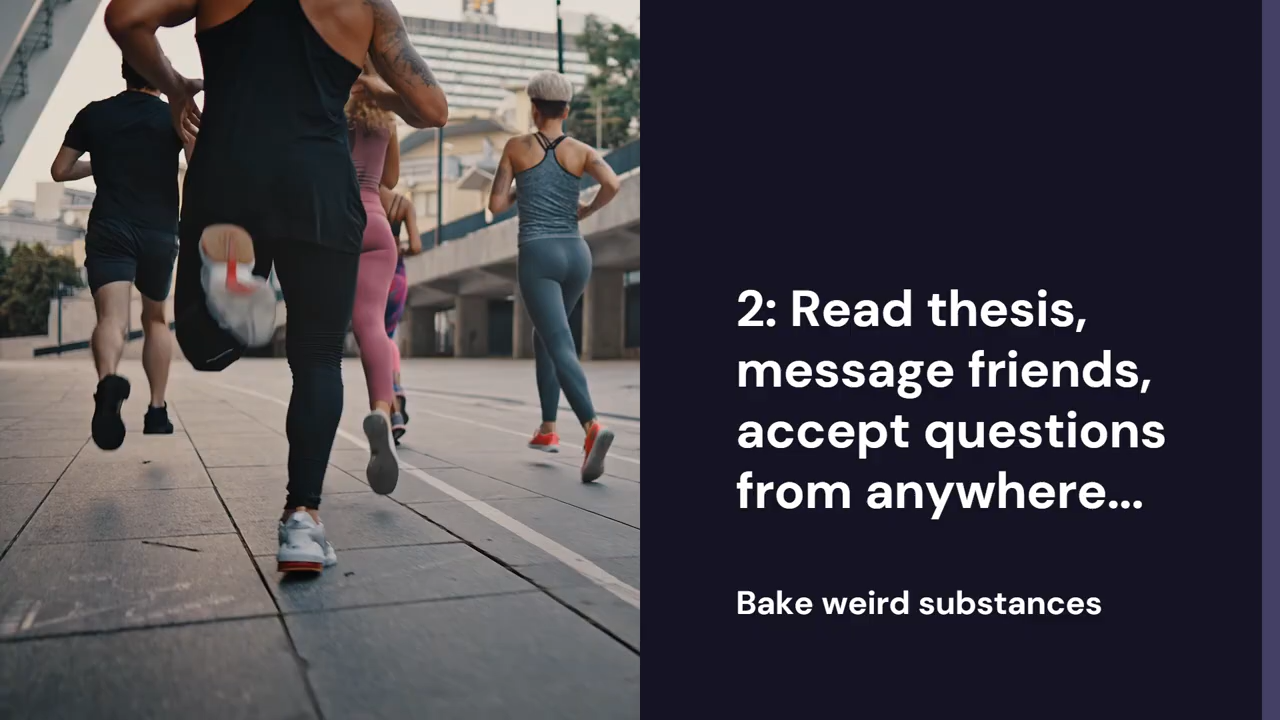 2: Read thesis,
message friends,
accept questions
from anywhere...
Bake weird substances